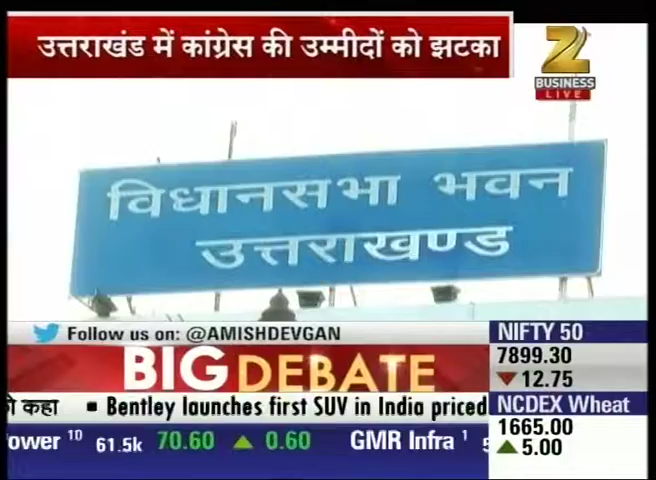 उत्तराखंड में कांग्रेस की उम्मीदों को झटका
Z
BUSINESS
LIVE
विधानसभा भवन
उत्तराखण्ड
Follow us on: @AMISHDEVGAN
BIG DEBATE
NIFTY 50
7899.30
12.75
कहा ■ Bentley launches first SUV in India priced
NCDEX Wheat
1665.00
5.00
61.5k 70.60 0.60 GMR Infra 1